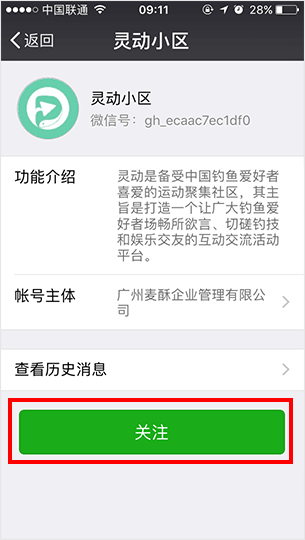 中国联通 09:11 28%
返回 灵动小区
灵动小区
微信号: gh_ecaac7ec1df0
功能介绍 灵动是备受中国钓鱼爱好者
喜爱的运动聚集社区，其主
旨是打造一个让广大钓鱼爱
好者场畅所欲言、切磋钓技
和娱乐交友的互动交流活动
平台。
帐号主体 广州麦酥企业管理有限公
司
查看历史消息
关注